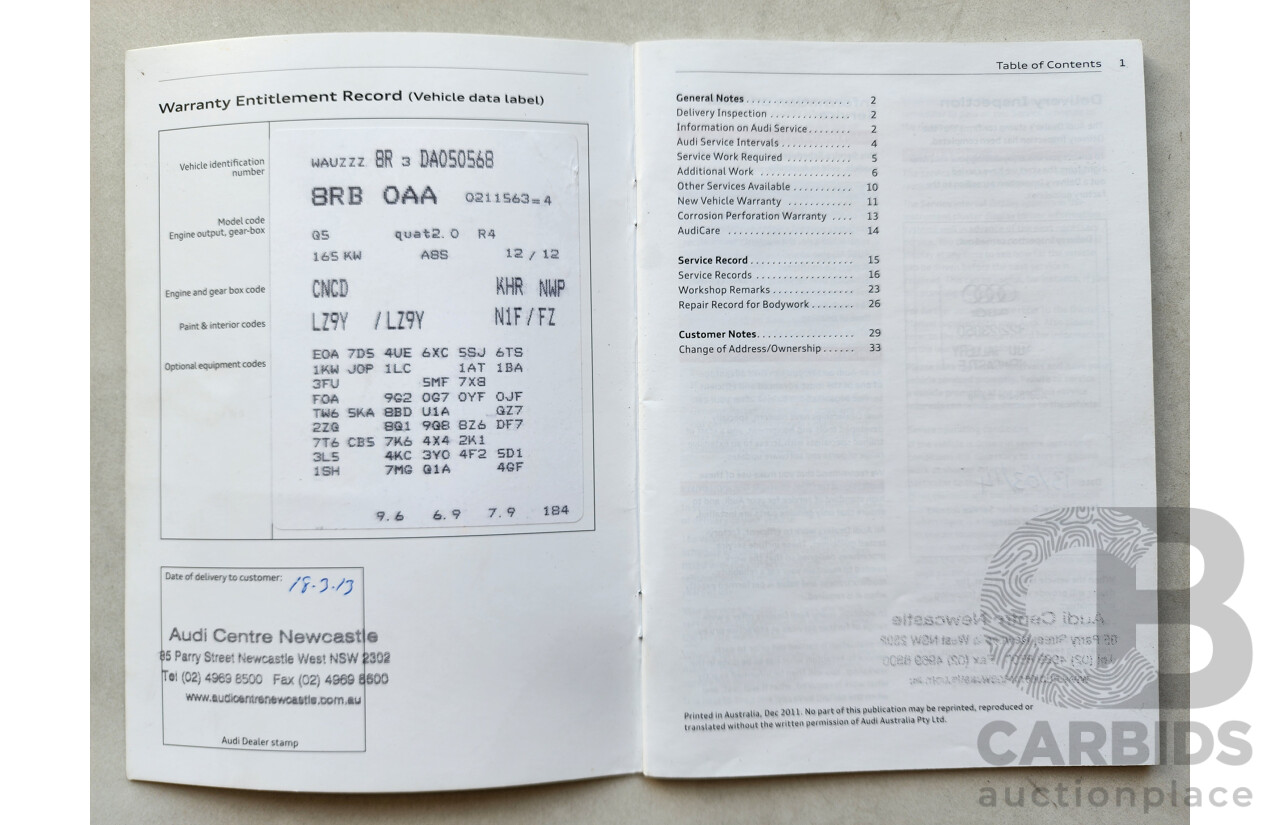 Warranty Entitlement Record (Vehicle data label)
Vehicle identification
number
WAUZZZ 8R 3 DA050568
8RB 0AA 0211563=4
Model code
Engine output, gear-box
Q5 quat2.0 R4
165 KW A8S 12 / 12
Engine and gear box code
CNCD KHR NWP
Paint & interior codes
LZ9Y / LZ9Y N1F / FZ
Optional equipment codes
E0A 7D5 4UE 6XC 5SJ 6TS
1KW J0P 1LC 1AT 1BA
3FU 5MF 7X8
F0A 9G2 0G7 0YF 0JF
TW6 5KA 8BD U1A QZ7
2ZQ 8Q1 9Q8 8Z6 DF7
7T6 CB5 7K6 4X4 2K1
3L5 4KC 3Y0 4F2 5D1
1SH 7MG Q1A 4GF
9.6 6.9 7.9 184
Date of delivery to customer: 18-3-13
Audi Centre Newcastle
85 Parry Street Newcastle West NSW 2302
Tel (02) 4969 8500 Fax (02) 4969 8800
www.audicentrenewcastle.com.au
Audi Dealer stamp
Table of Contents 1
General Notes . . . . . . . . . . . . . . . . . . . 2
Delivery Inspection . . . . . . . . . . . . . . . 2
Information on Audi Service . . . . . . . . 2
Audi Service Intervals . . . . . . . . . . . . . 4
Service Work Required . . . . . . . . . . . . 5
Additional Work . . . . . . . . . . . . . . . . . 6
Other Services Available . . . . . . . . . . . 10
New Vehicle Warranty . . . . . . . . . . . . 11
Corrosion Perforation Warranty . . . . 13
AudiCare . . . . . . . . . . . . . . . . . . . . . . . 14
Service Record . . . . . . . . . . . . . . . . . . . 15
Service Records . . . . . . . . . . . . . . . . . . 16
Workshop Remarks . . . . . . . . . . . . . . . 23
Repair Record for Bodywork . . . . . . . . 26
Customer Notes . . . . . . . . . . . . . . . . . . 29
Change of Address/Ownership . . . . . . 33
Printed in Australia, Dec 2011. No part of this publication may be reprinted, reproduced or
translated without the written permission of Audi Australia Pty Ltd.
CARBIDS
auctionplace